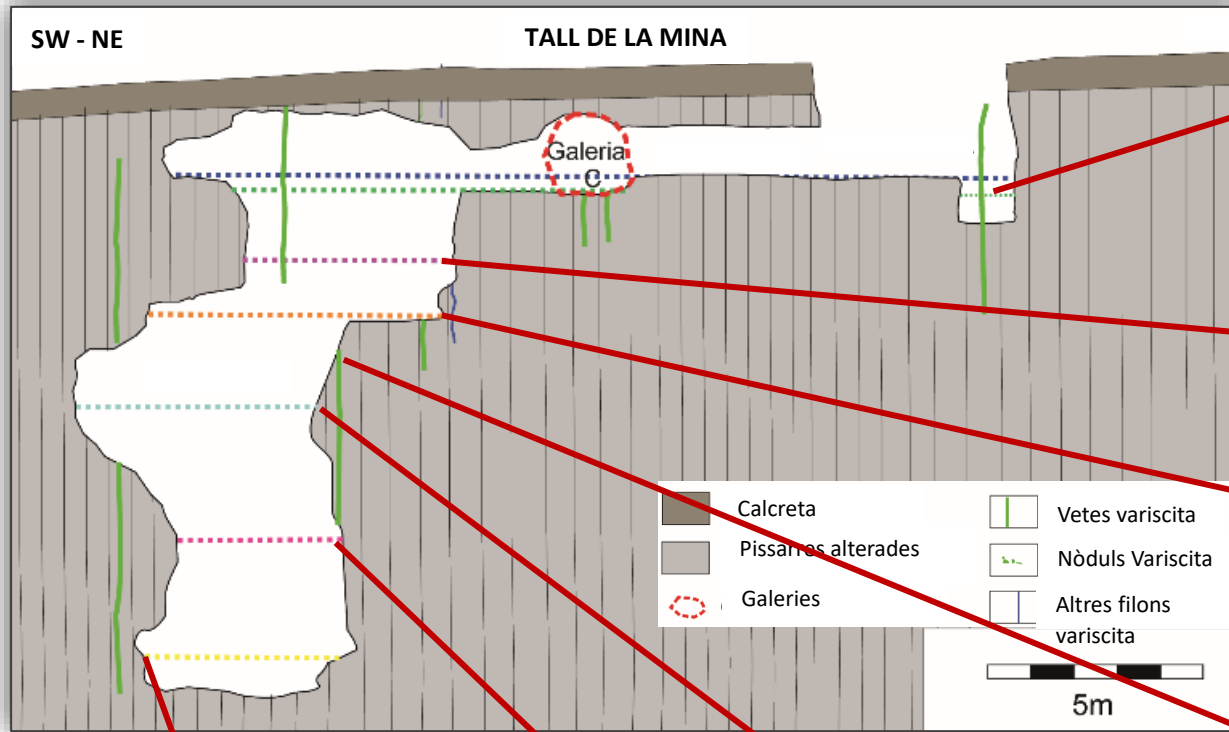 SW - NE
TALL DE LA MINA
Galeria
C
Calcreta
Pissarres alterades
Galeries
Vetes variscita
Nòduls Variscita
Altres filons
variscita
5m